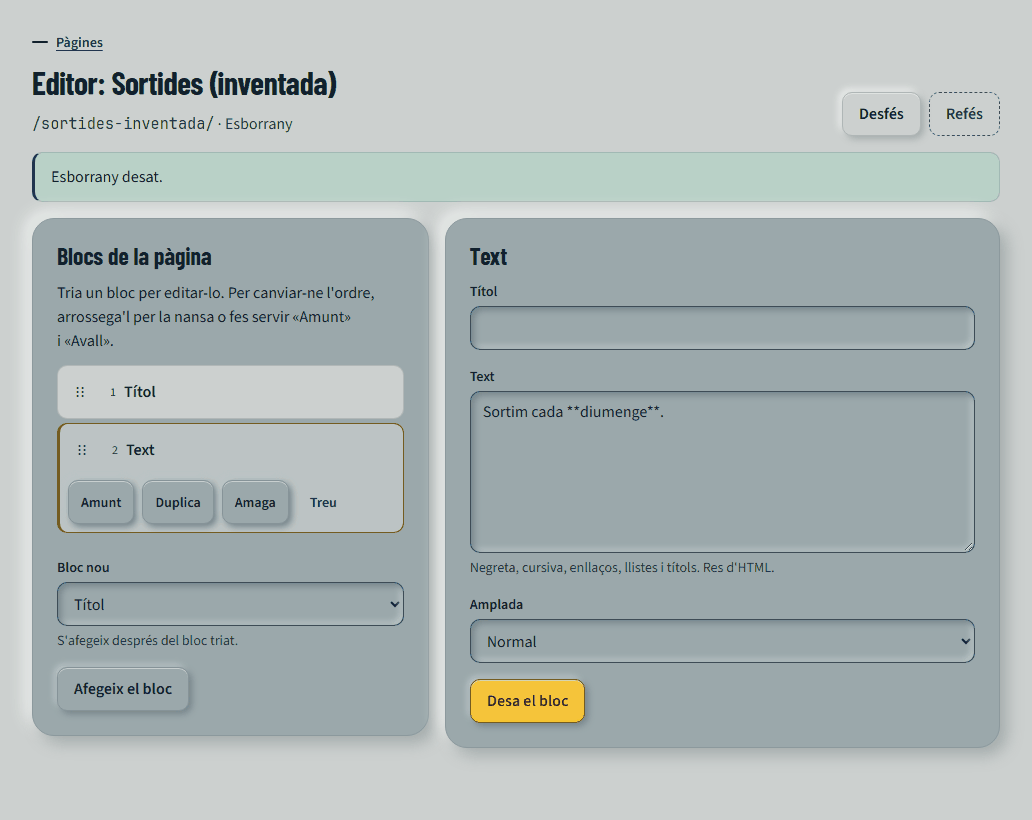 — Pàgines
Editor: Sortides (inventada)
/sortides-inventada/ · Esborrany
Desfés
Refés
Esborrany desat.
Blocs de la pàgina
Tria un bloc per editar-lo. Per canviar-ne l'ordre,
arrossega'l per la nansa o fes servir «Amunt»
i «Avall».
1 Títol
2 Text
Amunt
Duplica
Amaga
Treu
Bloc nou
Títol
S'afegeix després del bloc triat.
Afegeix el bloc
Text
Títol
Text
Sortim cada **diumenge**.
Negreta, cursiva, enllaços, llistes i títols. Res d'HTML.
Amplada
Normal
Desa el bloc